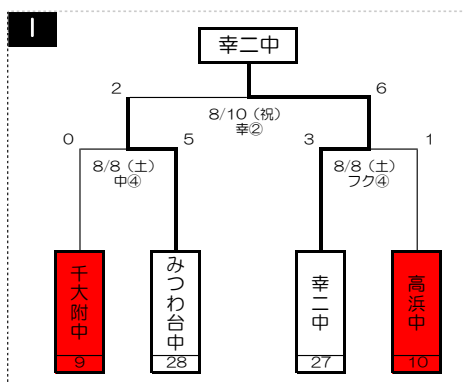 I
幸二中
2
6
8/10（祝）
幸②
0
5
3
1
8/8（土）
中④
8/8（土）
フク④
千大附中
みつわ台中
幸二中
高浜中
9
28
27
10